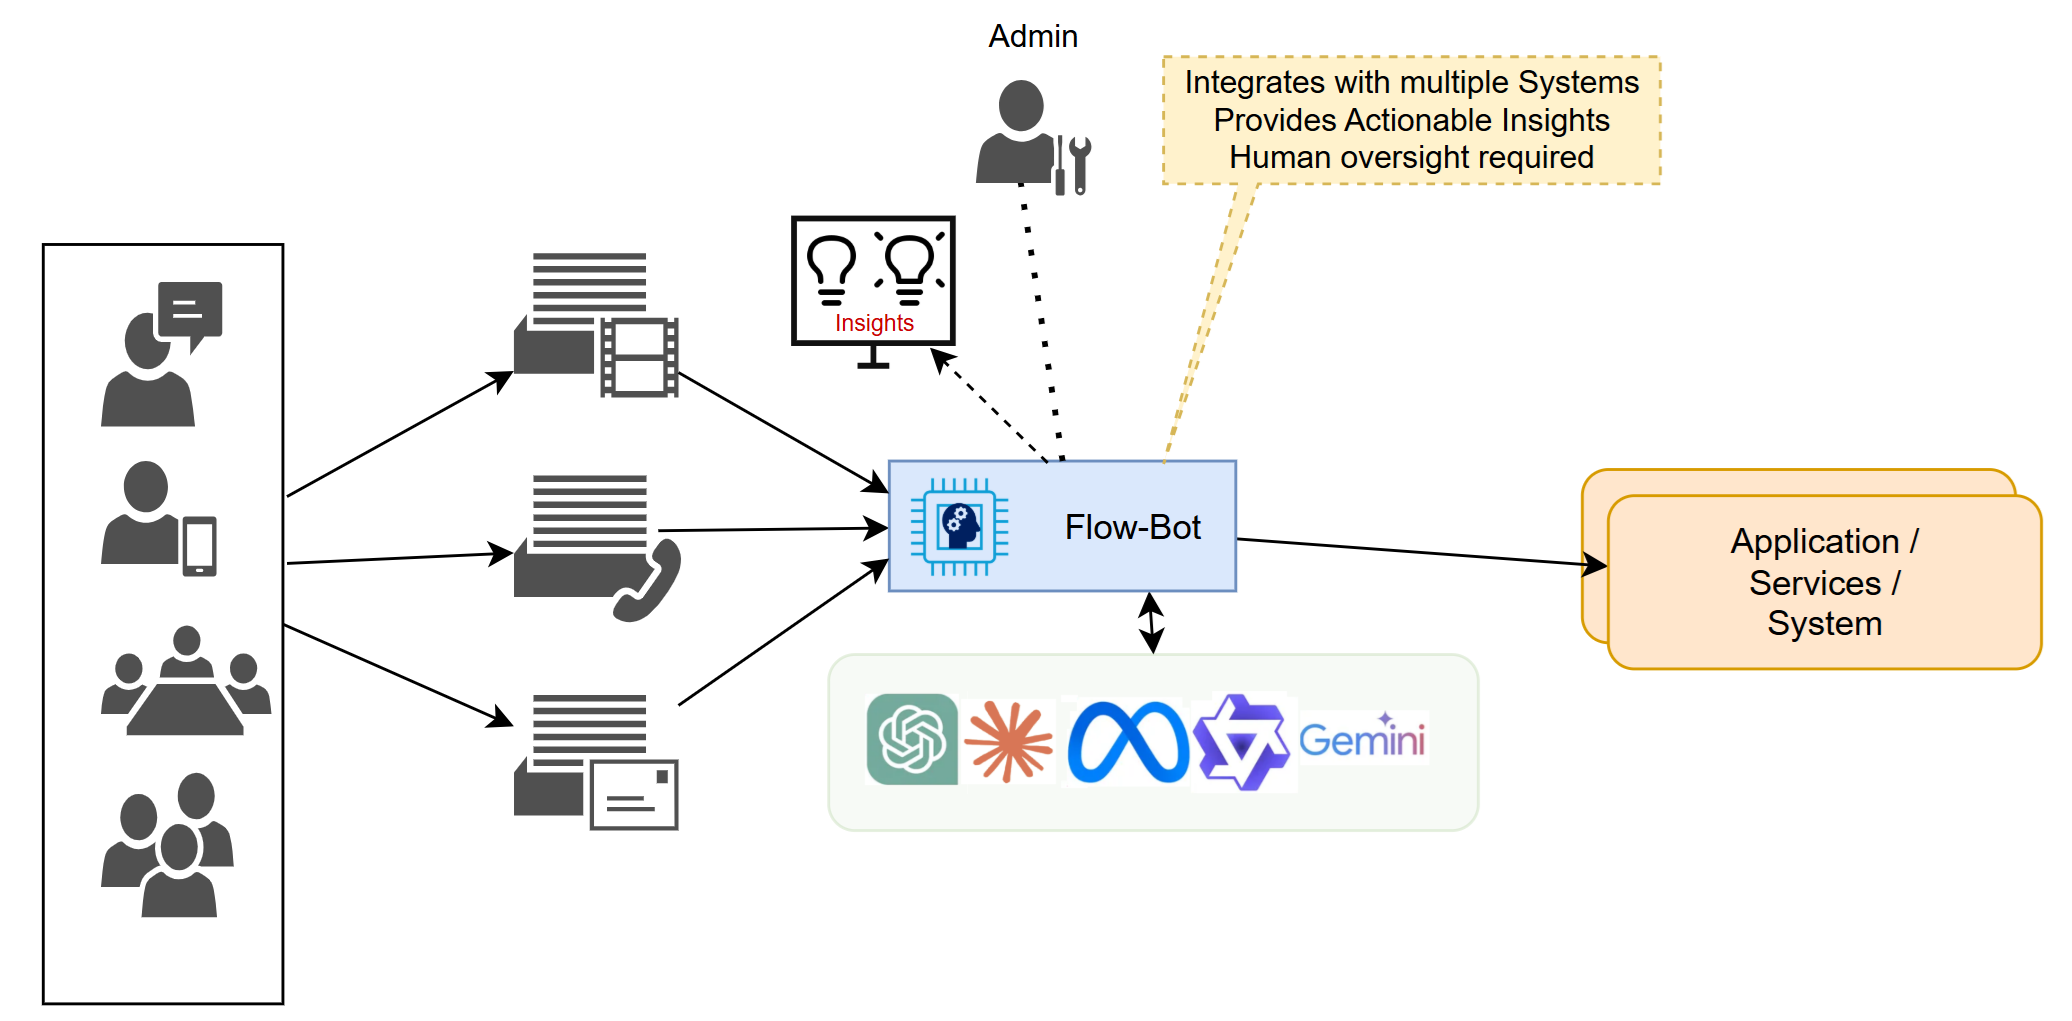 Admin
Integrates with multiple Systems
Provides Actionable Insights
Human oversight required
Insights
Flow-Bot
Application /
Services /
System
Gemini